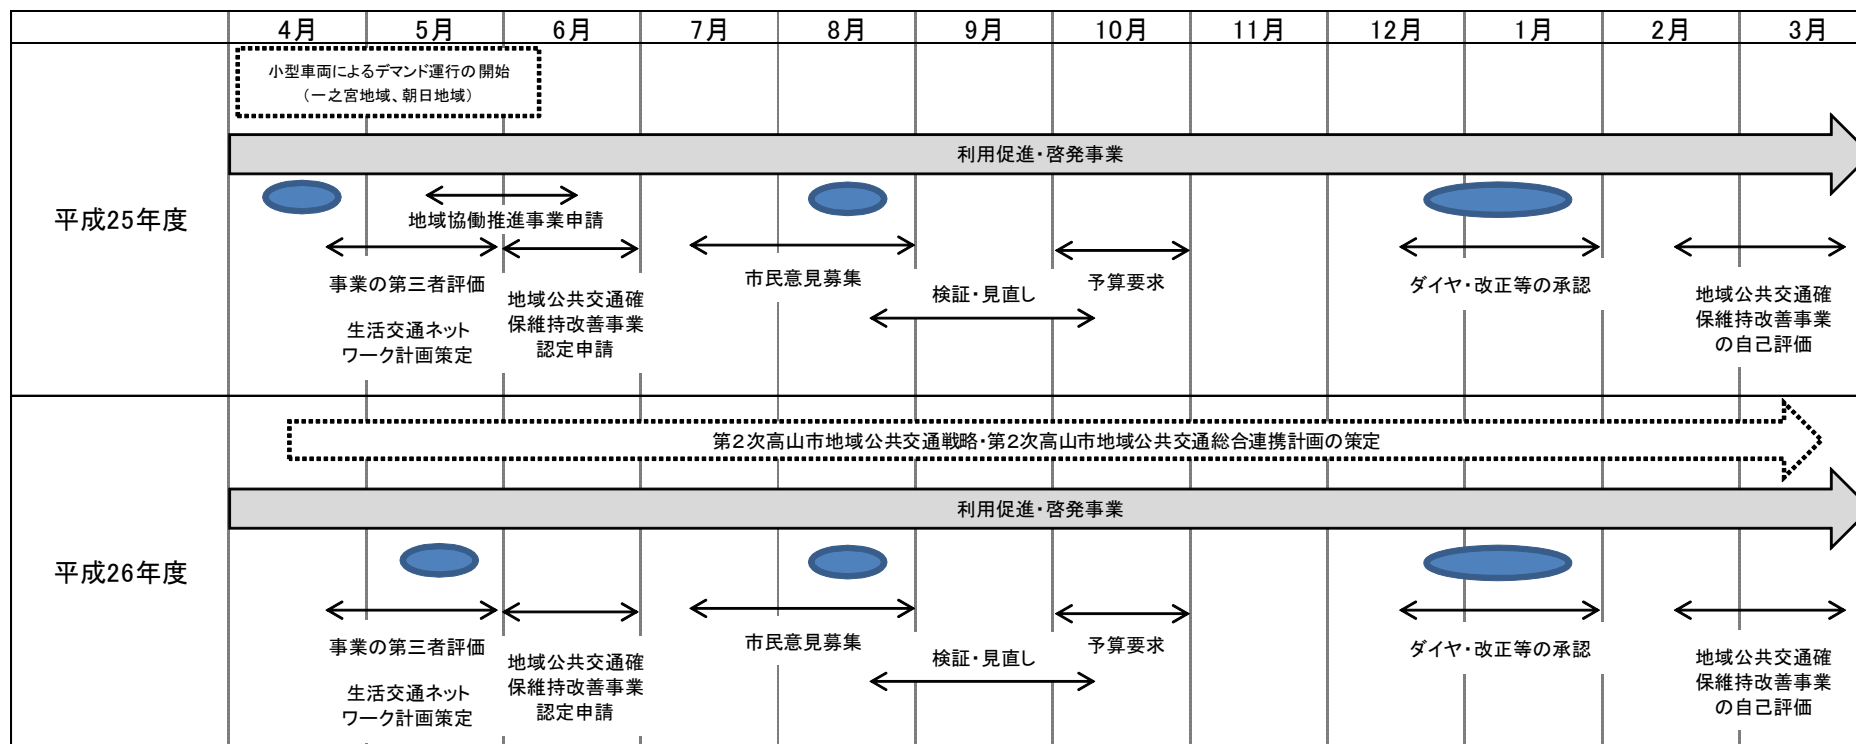 4月 5月 6月 7月 8月 9月 10月 11月 12月 1月 2月 3月
平成25年度
小型車両によるデマンド運行の開始
（一之宮地域、朝日地域）
利用促進・啓発事業
地域協働推進事業申請
事業の第三者評価
生活交通ネット
ワーク計画策定
地域公共交通確
保維持改善事業
認定申請
市民意見募集
検証・見直し
予算要求
ダイヤ・改正等の承認
地域公共交通確
保維持改善事業
の自己評価
平成26年度
第２次高山市地域公共交通戦略・第２次高山市地域公共交通総合連携計画の策定
利用促進・啓発事業
事業の第三者評価
生活交通ネット
ワーク計画策定
地域公共交通確
保維持改善事業
認定申請
市民意見募集
検証・見直し
予算要求
ダイヤ・改正等の承認
地域公共交通確
保維持改善事業
の自己評価